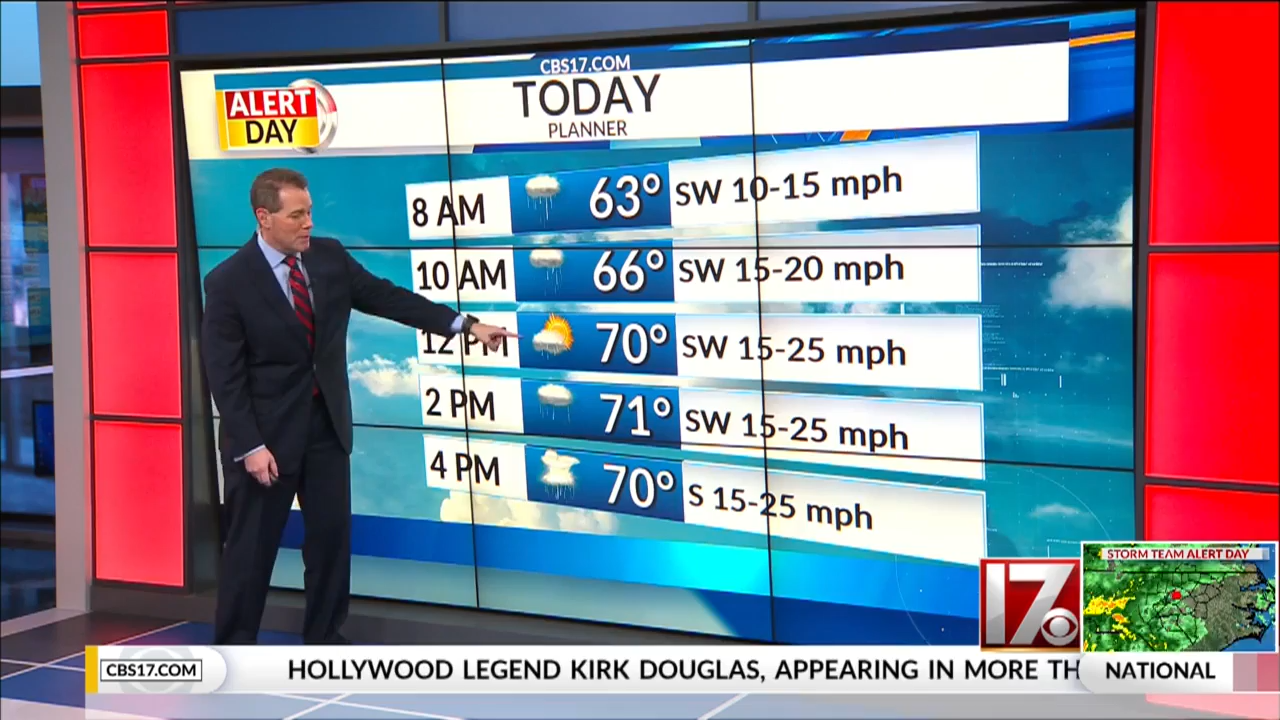 CBS17.COM
ALERT
DAY
TODAY
PLANNER
8 AM 63° SW 10-15 mph
10 AM 66° SW 15-20 mph
12 PM 70° SW 15-25 mph
2 PM 71° SW 15-25 mph
4 PM 70° S 15-25 mph
17
STORM TEAM ALERT DAY
CBS17.COM HOLLYWOOD LEGEND KIRK DOUGLAS, APPEARING IN MORE TH NATIONAL